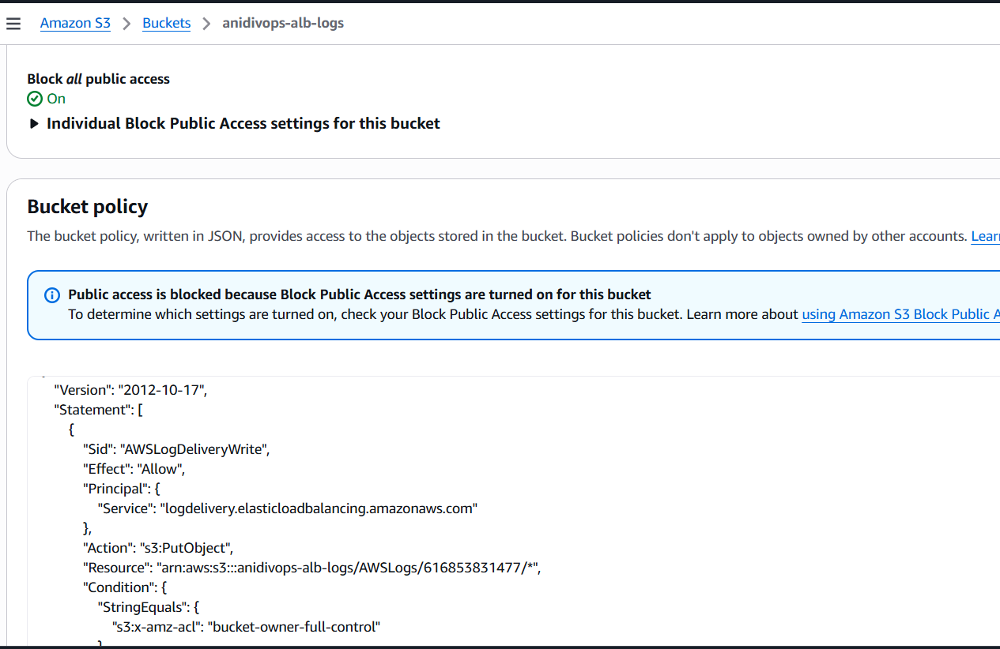 Amazon S3 > Buckets > anidivops-alb-logs
Block all public access
On
Individual Block Public Access settings for this bucket
Bucket policy
The bucket policy, written in JSON, provides access to the objects stored in the bucket. Bucket policies don't apply to objects owned by other accounts. Lear
Public access is blocked because Block Public Access settings are turned on for this bucket
To determine which settings are turned on, check your Block Public Access settings for this bucket. Learn more about using Amazon S3 Block Public A
"Version": "2012-10-17",
"Statement": [
{
"Sid": "AWSLogDeliveryWrite",
"Effect": "Allow",
"Principal": {
"Service": "logdelivery.elasticloadbalancing.amazonaws.com"
},
"Action": "s3:PutObject",
"Resource": "arn:aws:s3:::anidivops-alb-logs/AWSLogs/616853831477/*",
"Condition": {
"StringEquals": {
"s3:x-amz-acl": "bucket-owner-full-control"
}